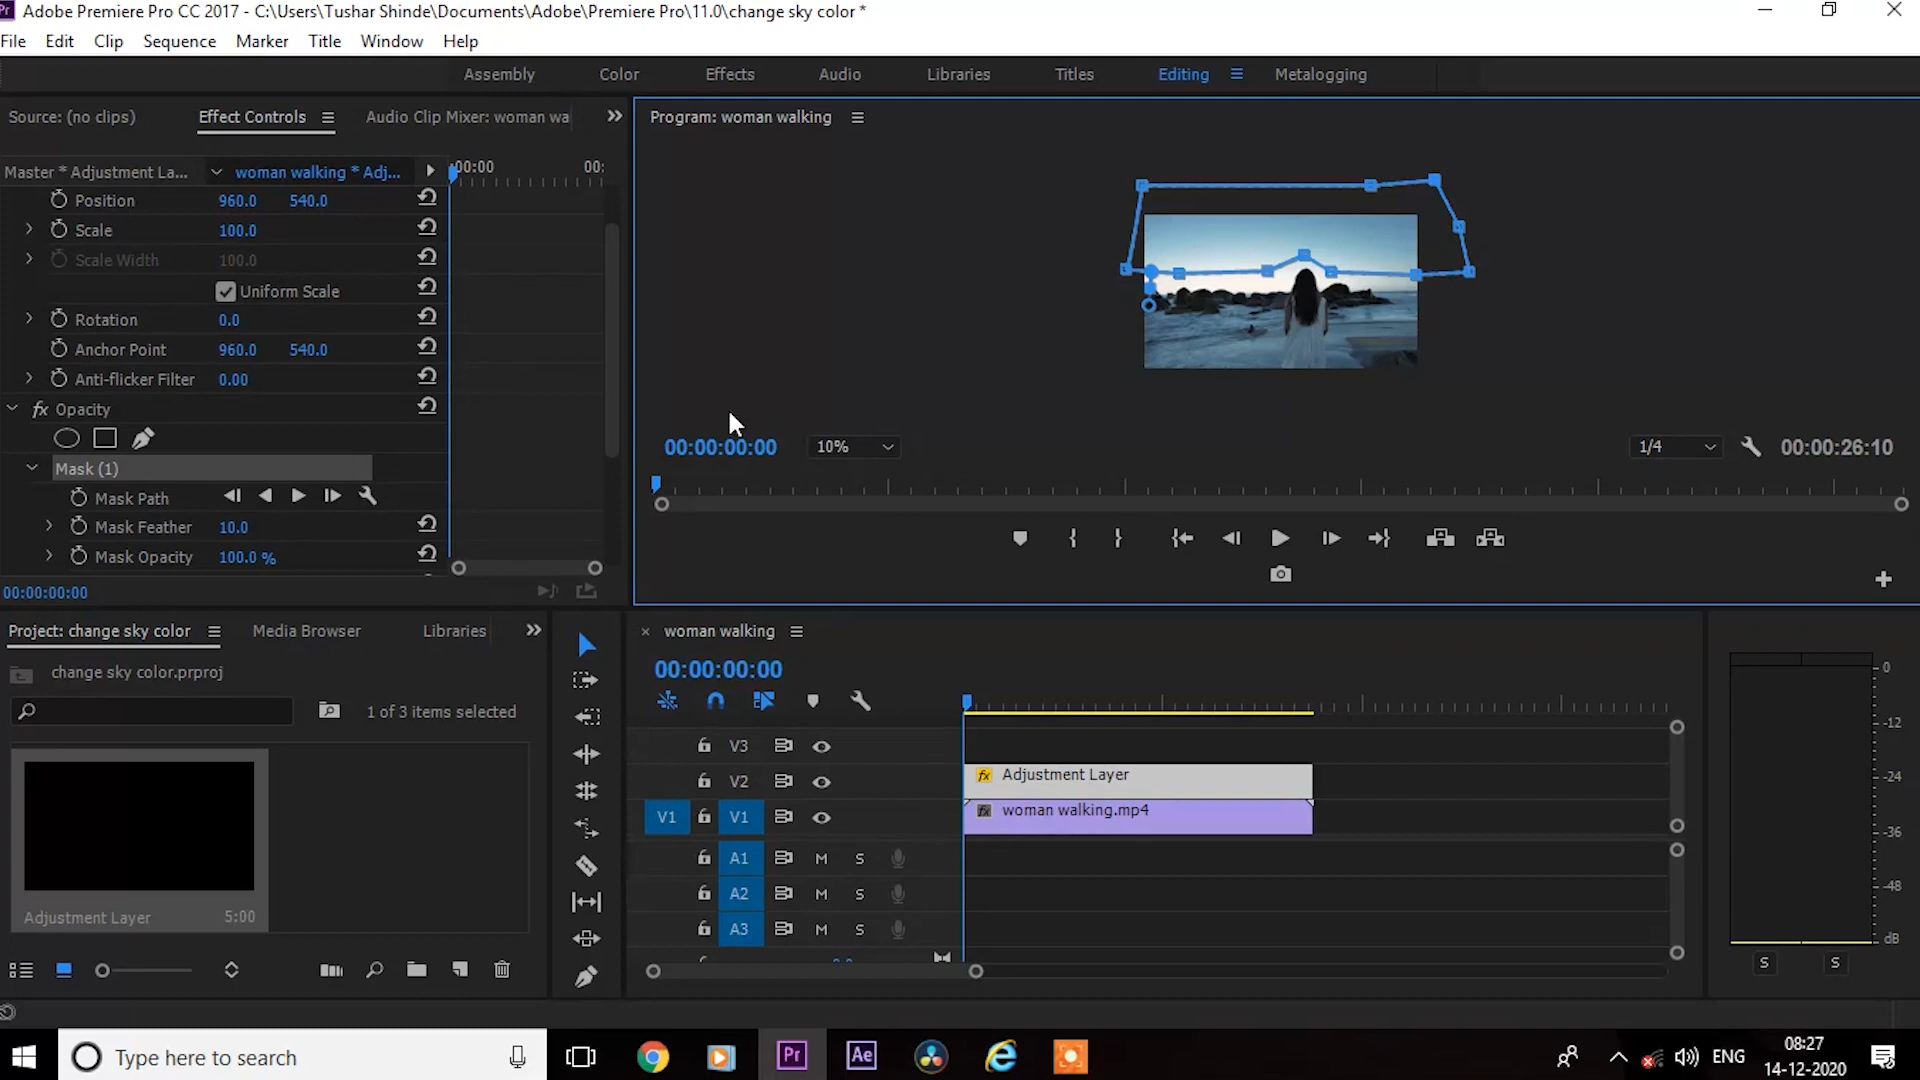 Pr Adobe Premiere Pro CC 2017 - C:\Users\Tushar Shinde\Documents\Adobe\Premiere Pro\11.0\change sky color *
File Edit Clip Sequence Marker Title Window Help
Assembly Color Effects Audio Libraries Titles Editing Metalogging
Source: (no clips) Effect Controls Audio Clip Mixer: woman wa
Program: woman walking
Master * Adjustment La... woman walking * Adj...
:00:00 00:
Position 960.0 540.0
Scale 100.0
Scale Width 100.0
Uniform Scale
Rotation 0.0
Anchor Point 960.0 540.0
Anti-flicker Filter 0.00
fx Opacity
Mask (1)
Mask Path
Mask Feather 10.0
Mask Opacity 100.0 %
00:00:00:00
00:00:00:00 10% 1/4 00:00:26:10
Project: change sky color Media Browser Libraries
change sky color.prproj
1 of 3 items selected
Adjustment Layer 5:00
× woman walking
00:00:00:00
V3
V2 fx Adjustment Layer
V1 V1 fx woman walking.mp4
A1 M S
A2 M S
A3 M S
0
-12
-24
-36
-48
dB
S S
Type here to search
Pr Ae
ENG
08:27
14-12-2020